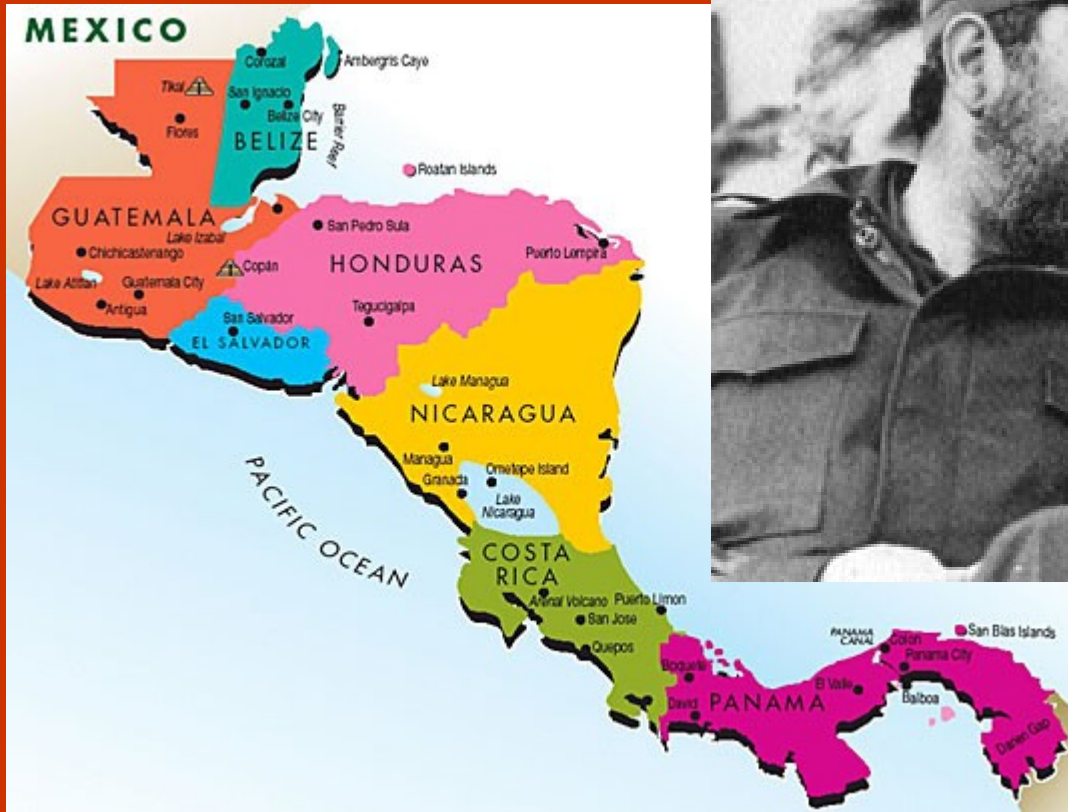 MEXICO
Corozal
Ambergris Caye
Tikal
San Ignacio
Belize City
Flores
BELIZE
Barrier Reef
Roatan Islands
GUATEMALA
Lake Izabal
San Pedro Sula
Chichicastenango
Copán
HONDURAS
Puerto Lempira
Lake Atitlan
Guatemala City
Antigua
San Salvador
Tegucigalpa
EL SALVADOR
Lake Managua
NICARAGUA
Managua
Ometepe Island
Granada
Lake
Nicaragua
PACIFIC OCEAN
COSTA
RICA
Arenal Volcano
Puerto Limon
San Jose
Quepos
PANAMA
CANAL
San Blas Islands
Colon
Panama City
Boquete
El Valle
Balboa
David
PANAMA
Darien Gap